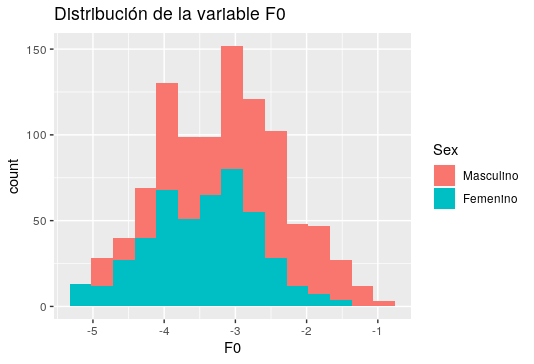 Distribución de la variable F0
150
100
50
0
count
-5
-4
-3
-2
-1
F0
Sex
Masculino
Femenino